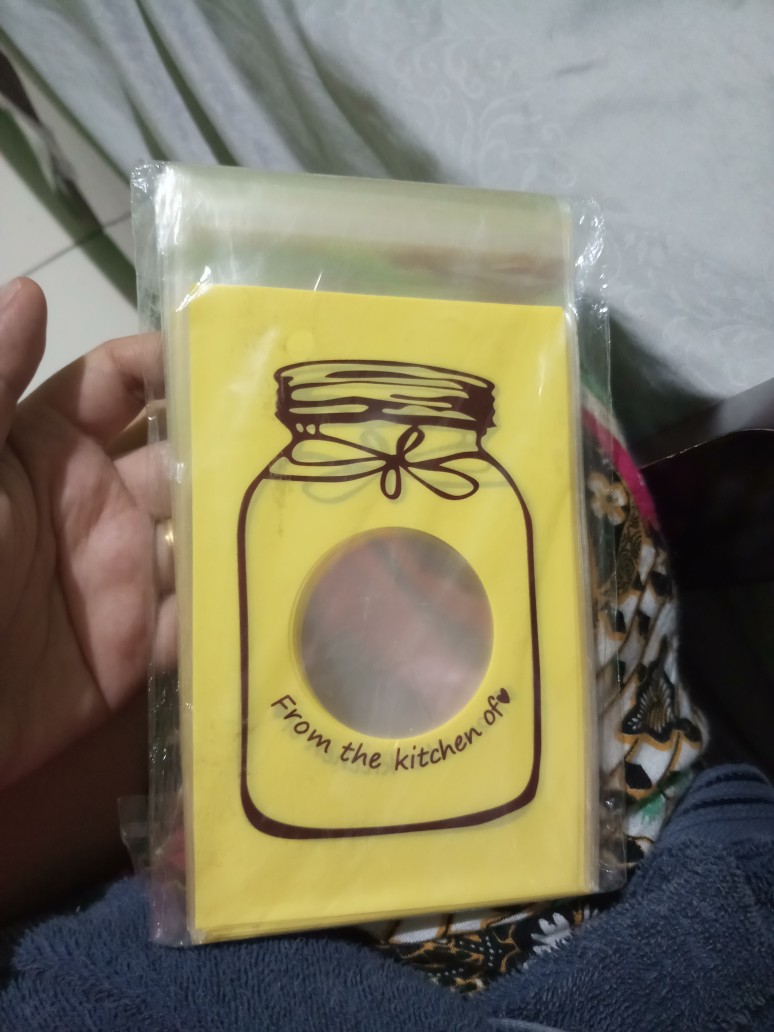 From the kitchen of♥